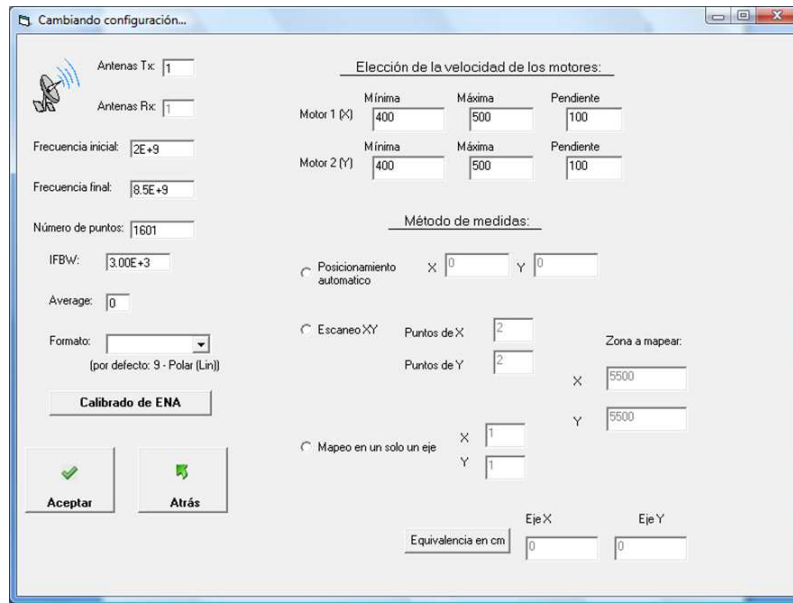 Cambiando configuración...
Antenas Tx: 1
Antenas Rx: 1
Frecuencia inicial: 2E+9
Frecuencia final: 8.5E+9
Número de puntos: 1601
IFBW: 3.00E+3
Average: 0
Formato:
(por defecto: 9 - Polar (Lin))
Calibrado de ENA
Aceptar
Atrás
Elección de la velocidad de los motores:
Mínima Máxima Pendiente
Motor 1 (X) 400 500 100
Mínima Máxima Pendiente
Motor 2 (Y) 400 500 100
Método de medidas:
Posicionamiento
automatico
X 0 Y 0
Escaneo XY
Puntos de X 2
Puntos de Y 2
Zona a mapear:
X 5500
Y 5500
Mapeo en un solo un eje
X 1
Y 1
Eje X Eje Y
Equivalencia en cm 0 0